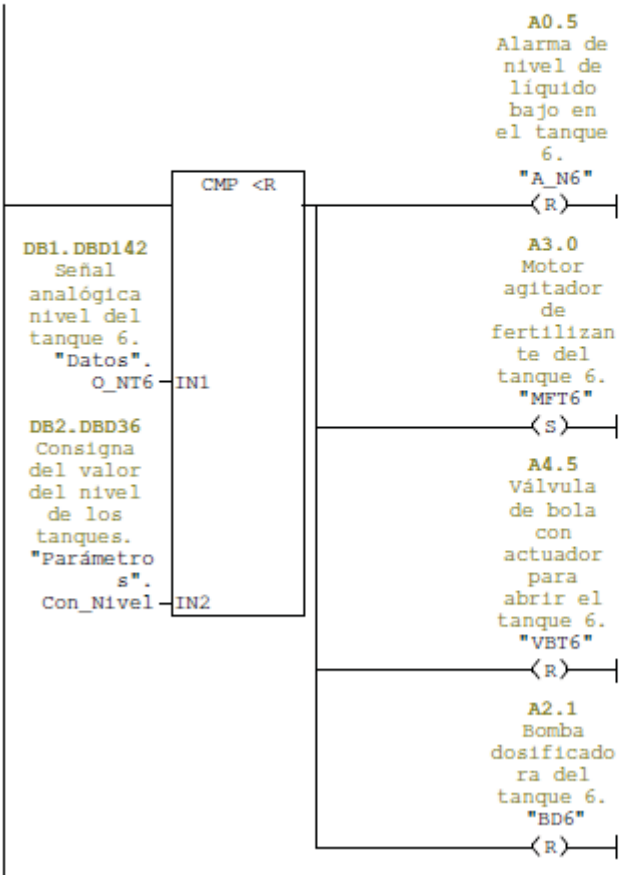 A0.5
Alarma de
nivel de
líquido
bajo en
el tanque
6.
"A_N6"
CMP <R
(R)
DB1.DBD142
Señal
analógica
nivel del
tanque 6.
"Datos".
O_NT6
IN1
A3.0
Motor
agitador
de
fertilizan
te del
tanque 6.
"MFT6"
(S)
DB2.DBD36
Consigna
del valor
del nivel
de los
tanques.
"Parámetro
s".
Con_Nivel
IN2
A4.5
Válvula
de bola
con
actuador
para
abrir el
tanque 6.
"VBT6"
(R)
A2.1
Bomba
dosificado
ra del
tanque 6.
"BD6"
(R)